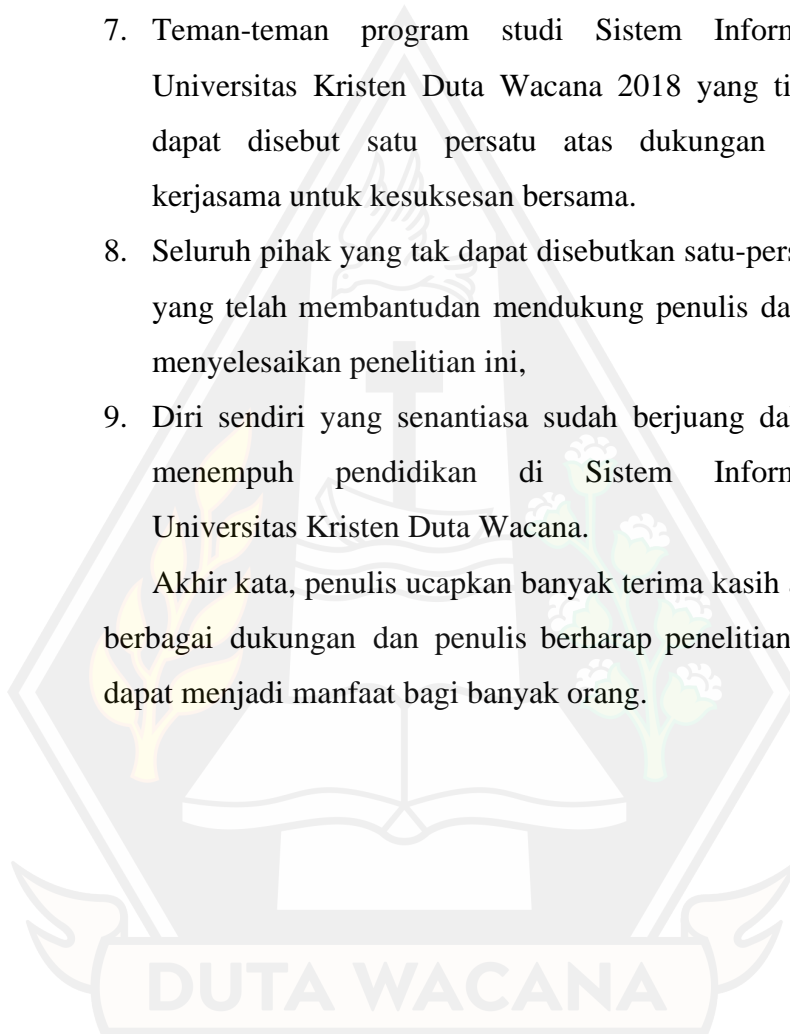 7. Teman-teman program studi Sistem Inform
Universitas Kristen Duta Wacana 2018 yang ti
dapat disebut satu persatu atas dukungan
kerjasama untuk kesuksesan bersama.
8. Seluruh pihak yang tak dapat disebutkan satu-pers
yang telah membantudan mendukung penulis da
menyelesaikan penelitian ini,
9. Diri sendiri yang senantiasa sudah berjuang da
menempuh pendidikan di Sistem Inform
Universitas Kristen Duta Wacana.
Akhir kata, penulis ucapkan banyak terima kasih
berbagai dukungan dan penulis berharap penelitian
dapat menjadi manfaat bagi banyak orang.
DUTA WACANA